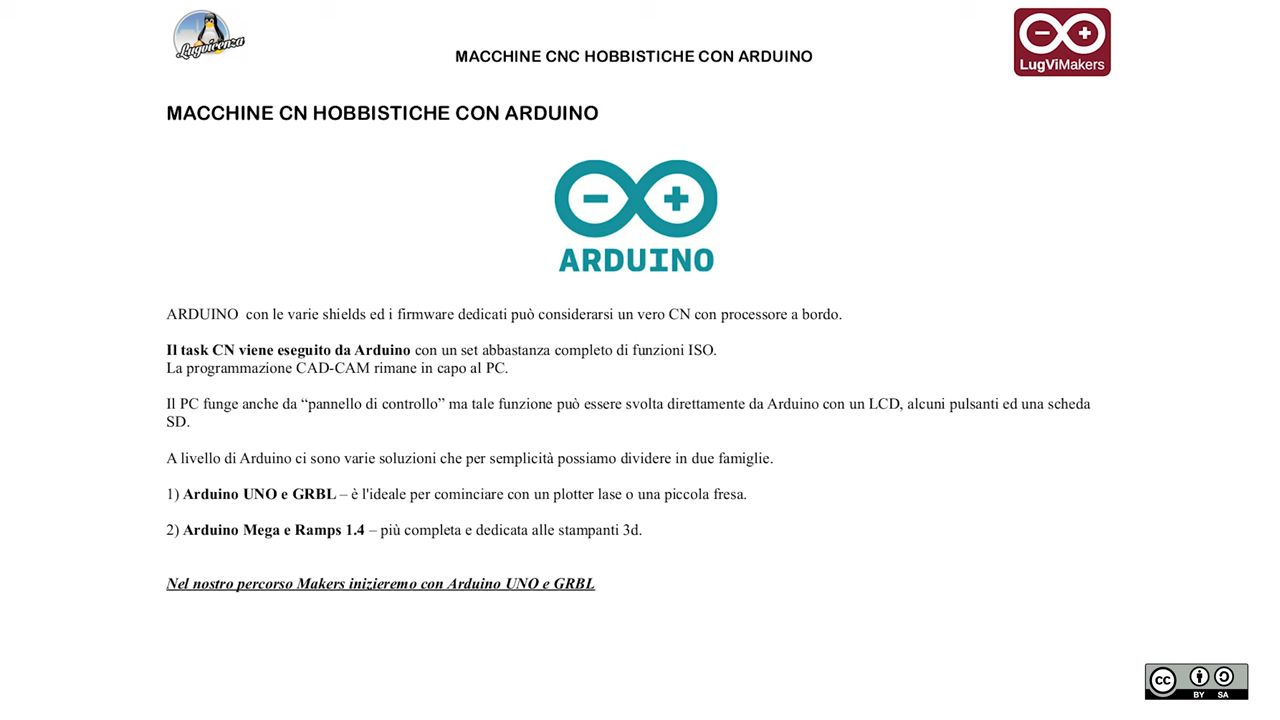 Lugvicenza
MACCHINE CNC HOBBISTICHE CON ARDUINO
LugViMakers
MACCHINE CN HOBBISTICHE CON ARDUINO
ARDUINO
ARDUINO con le varie shields ed i firmware dedicati può considerarsi un vero CN con processore a bordo.
Il task CN viene eseguito da Arduino con un set abbastanza completo di funzioni ISO.
La programmazione CAD-CAM rimane in capo al PC.
Il PC funge anche da “pannello di controllo” ma tale funzione può essere svolta direttamente da Arduino con un LCD, alcuni pulsanti ed una scheda
SD.
A livello di Arduino ci sono varie soluzioni che per semplicità possiamo dividere in due famiglie.
1) Arduino UNO e GRBL – è l'ideale per cominciare con un plotter lase o una piccola fresa.
2) Arduino Mega e Ramps 1.4 – più completa e dedicata alle stampanti 3d.
Nel nostro percorso Makers inizieremo con Arduino UNO e GRBL
cc
BY SA